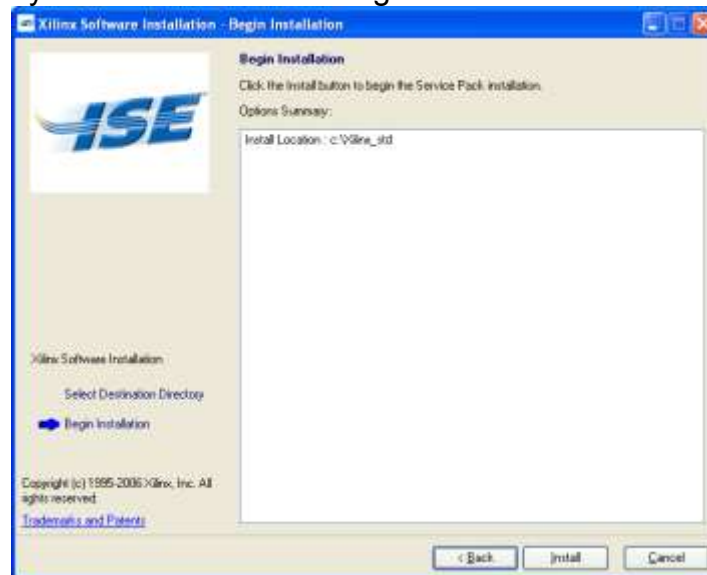 Xilinx Software Installation - Begin Installation
Begin Installation
Click the Install button to begin the Service Pack installation.
Options Summary:
Install Location : c:\Xilinx_std
ISE
Xilinx Software Installation
Select Destination Directory
Begin Installation
Copyright (c) 1995-2006 Xilinx, Inc. All
rights reserved.
Trademarks and Patents
< Back
Install
Cancel